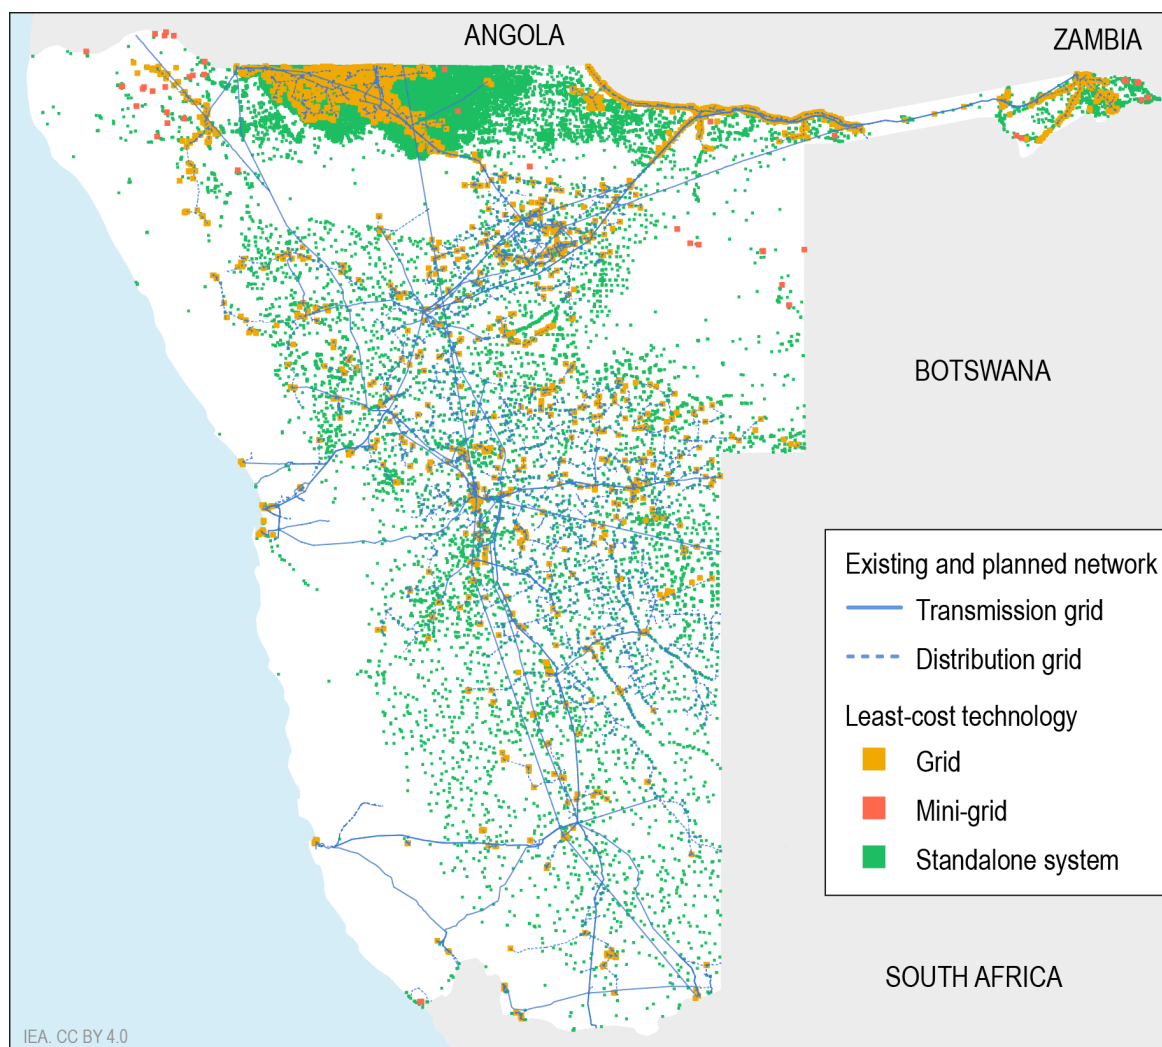 ANGOLA
ZAMBIA
BOTSWANA
Existing and planned network
Transmission grid
Distribution grid
Least-cost technology
Grid
Mini-grid
Standalone system
SOUTH AFRICA
IEA. CC BY 4.0